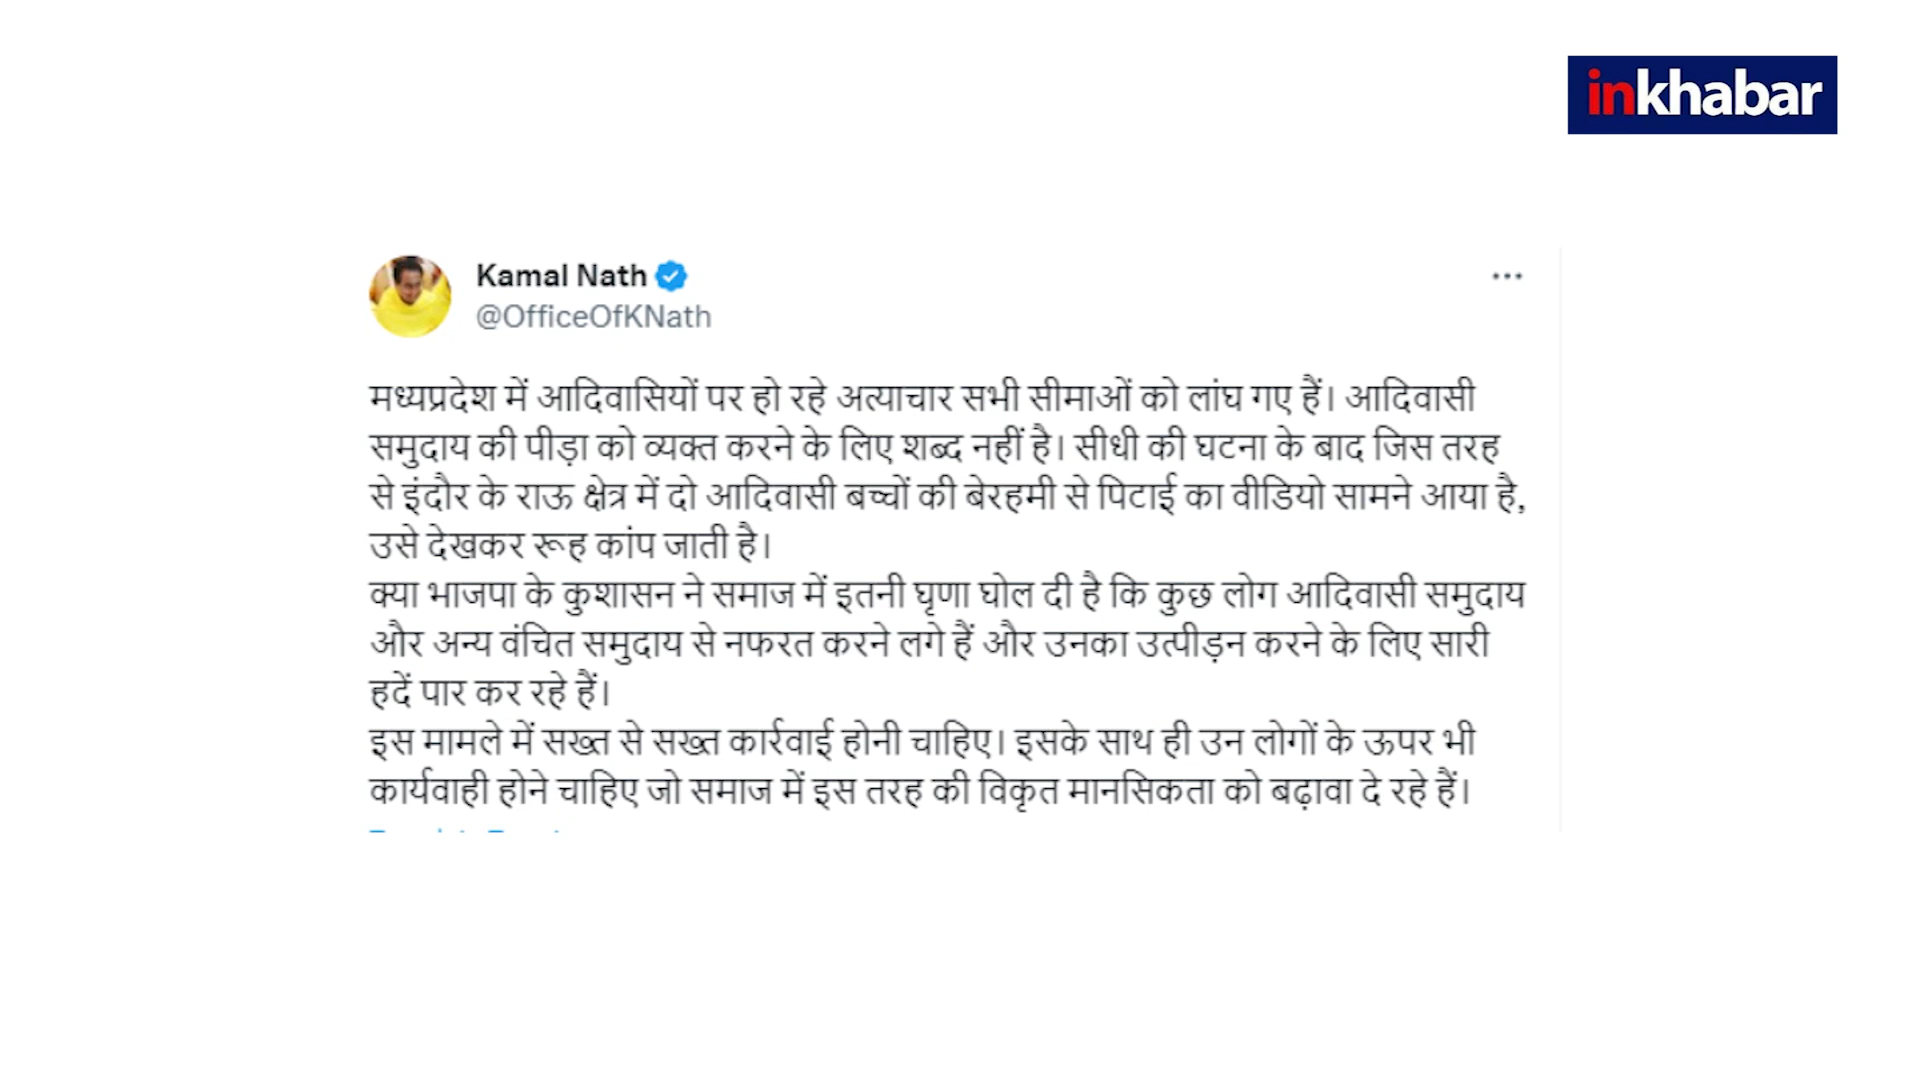 inkhabar
Kamal Nath
@OfficeOfKNath
मध्यप्रदेश में आदिवासियों पर हो रहे अत्याचार सभी सीमाओं को लांघ गए हैं। आदिवासी
समुदाय की पीड़ा को व्यक्त करने के लिए शब्द नहीं है। सीधी की घटना के बाद जिस तरह
से इंदौर के राऊ क्षेत्र में दो आदिवासी बच्चों की बेरहमी से पिटाई का वीडियो सामने आया है,
उसे देखकर रूह कांप जाती है।
क्या भाजपा के कुशासन ने समाज में इतनी घृणा घोल दी है कि कुछ लोग आदिवासी समुदाय
और अन्य वंचित समुदाय से नफरत करने लगे हैं और उनका उत्पीड़न करने के लिए सारी
हदें पार कर रहे हैं।
इस मामले में सख्त से सख्त कार्रवाई होनी चाहिए। इसके साथ ही उन लोगों के ऊपर भी
कार्यवाही होने चाहिए जो समाज में इस तरह की विकृत मानसिकता को बढ़ावा दे रहे हैं।